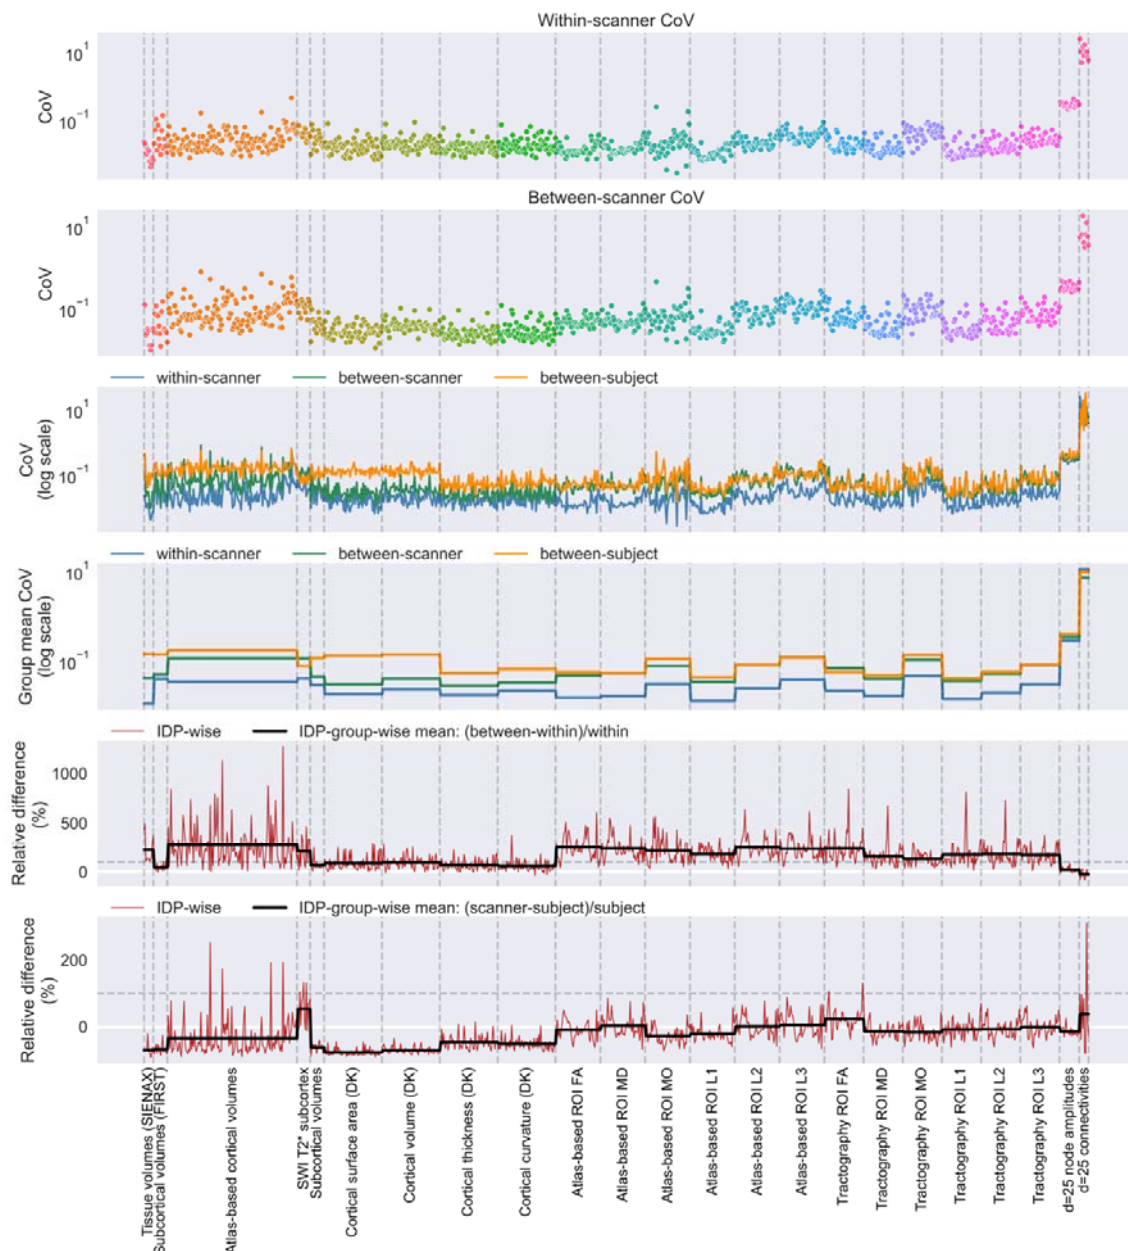 Within-scanner CoV
CoV
10^1
10^-1
Between-scanner CoV
CoV
10^1
10^-1
within-scanner between-scanner between-subject
CoV
(log scale)
10^1
10^-1
within-scanner between-scanner between-subject
Group mean CoV
(log scale)
10^1
10^-1
IDP-wise IDP-group-wise mean: (between-within)/within
Relative difference
(%)
1000
500
0
IDP-wise IDP-group-wise mean: (scanner-subject)/subject
Relative difference
(%)
200
0
Tissue volumes (SIENAX)
Subcortical volumes (FIRST)
Atlas-based cortical volumes
SWI T2* subcortex
Subcortical volumes
Cortical surface area (DK)
Cortical volume (DK)
Cortical thickness (DK)
Cortical curvature (DK)
Atlas-based ROI FA
Atlas-based ROI MD
Atlas-based ROI MO
Atlas-based ROI L1
Atlas-based ROI L2
Atlas-based ROI L3
Tractography ROI FA
Tractography ROI MD
Tractography ROI MO
Tractography ROI L1
Tractography ROI L2
Tractography ROI L3
d=25 node amplitudes
d=25 connectivities